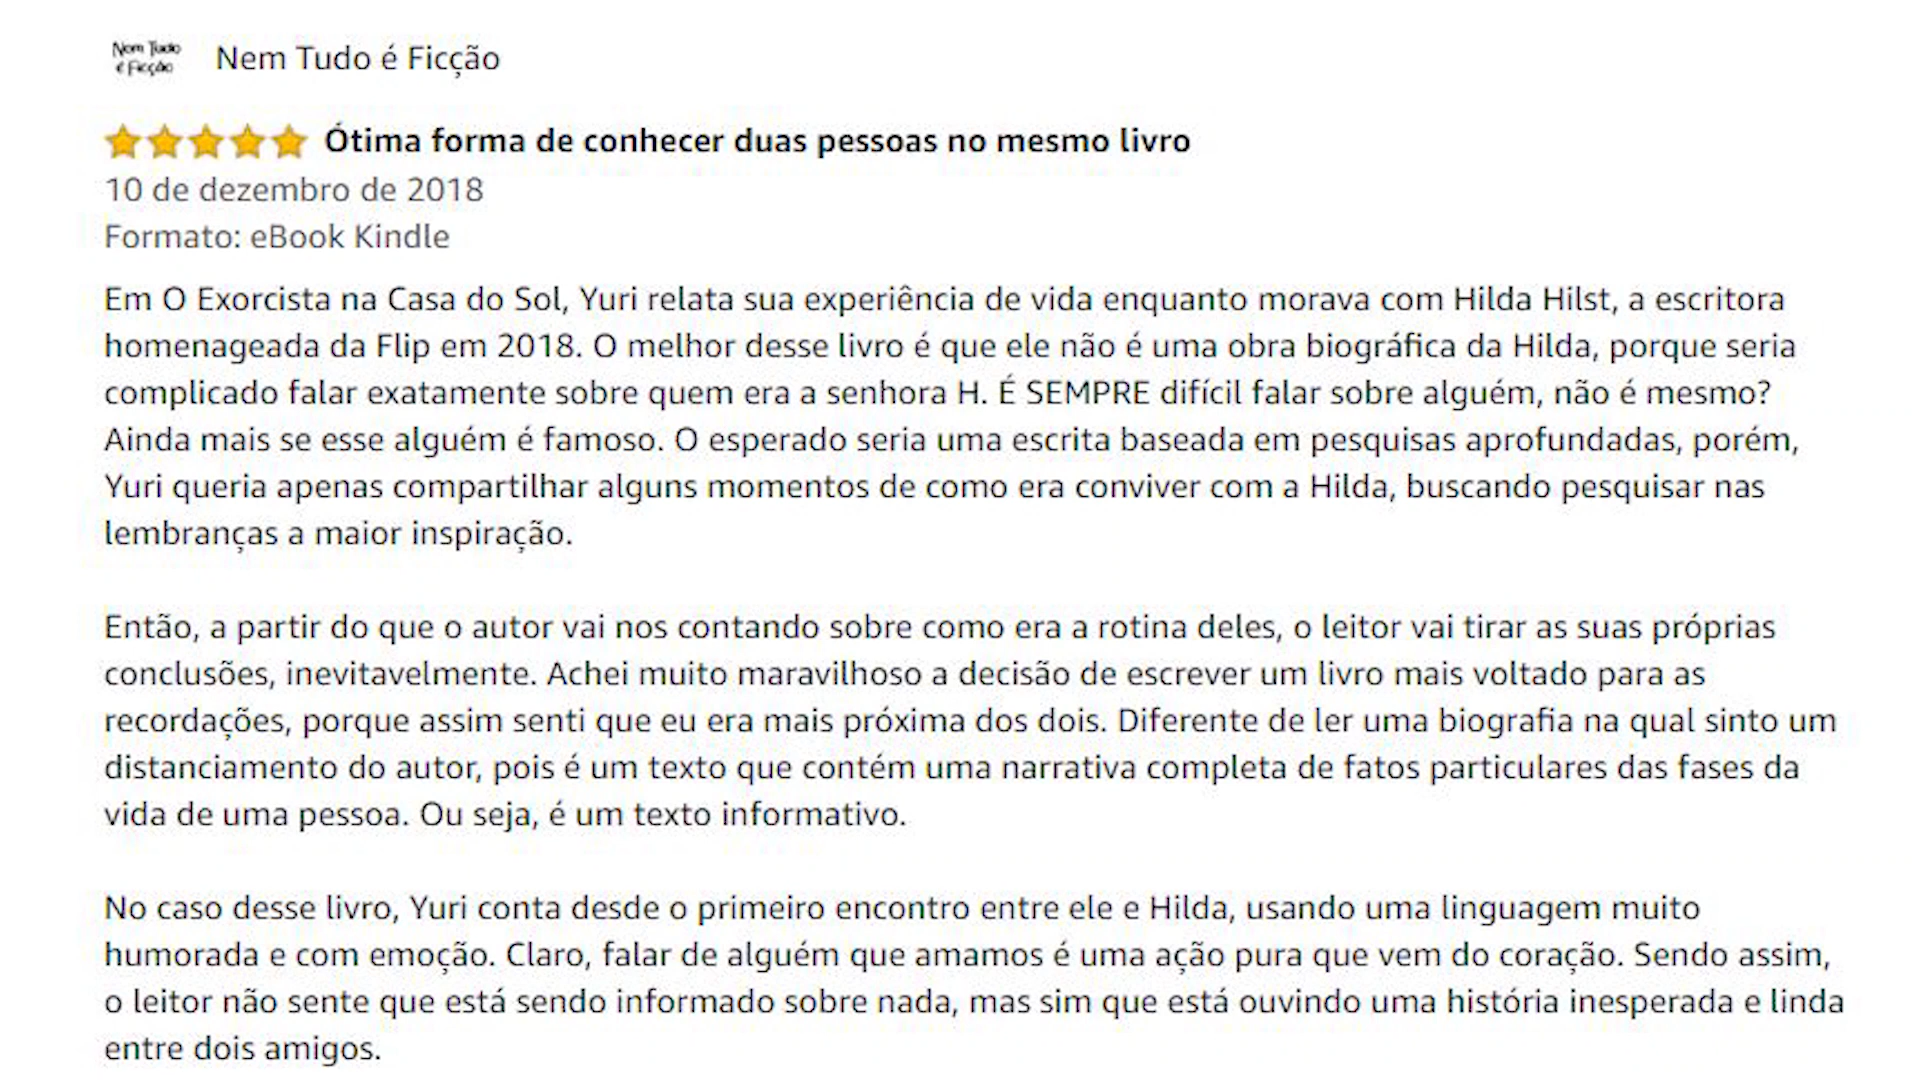 Nem Tudo
é Ficção
Nem Tudo é Ficção
Ótima forma de conhecer duas pessoas no mesmo livro
10 de dezembro de 2018
Formato: eBook Kindle
Em O Exorcista na Casa do Sol, Yuri relata sua experiência de vida enquanto morava com Hilda Hilst, a escritora
homenageada da Flip em 2018. O melhor desse livro é que ele não é uma obra biográfica da Hilda, porque seria
complicado falar exatamente sobre quem era a senhora H. É SEMPRE difícil falar sobre alguém, não é mesmo?
Ainda mais se esse alguém é famoso. O esperado seria uma escrita baseada em pesquisas aprofundadas, porém,
Yuri queria apenas compartilhar alguns momentos de como era conviver com a Hilda, buscando pesquisar nas
lembranças a maior inspiração.
Então, a partir do que o autor vai nos contando sobre como era a rotina deles, o leitor vai tirar as suas próprias
conclusões, inevitavelmente. Achei muito maravilhoso a decisão de escrever um livro mais voltado para as
recordações, porque assim senti que eu era mais próxima dos dois. Diferente de ler uma biografia na qual sinto um
distanciamento do autor, pois é um texto que contém uma narrativa completa de fatos particulares das fases da
vida de uma pessoa. Ou seja, é um texto informativo.
No caso desse livro, Yuri conta desde o primeiro encontro entre ele e Hilda, usando uma linguagem muito
humorada e com emoção. Claro, falar de alguém que amamos é uma ação pura que vem do coração. Sendo assim,
o leitor não sente que está sendo informado sobre nada, mas sim que está ouvindo uma história inesperada e linda
entre dois amigos.